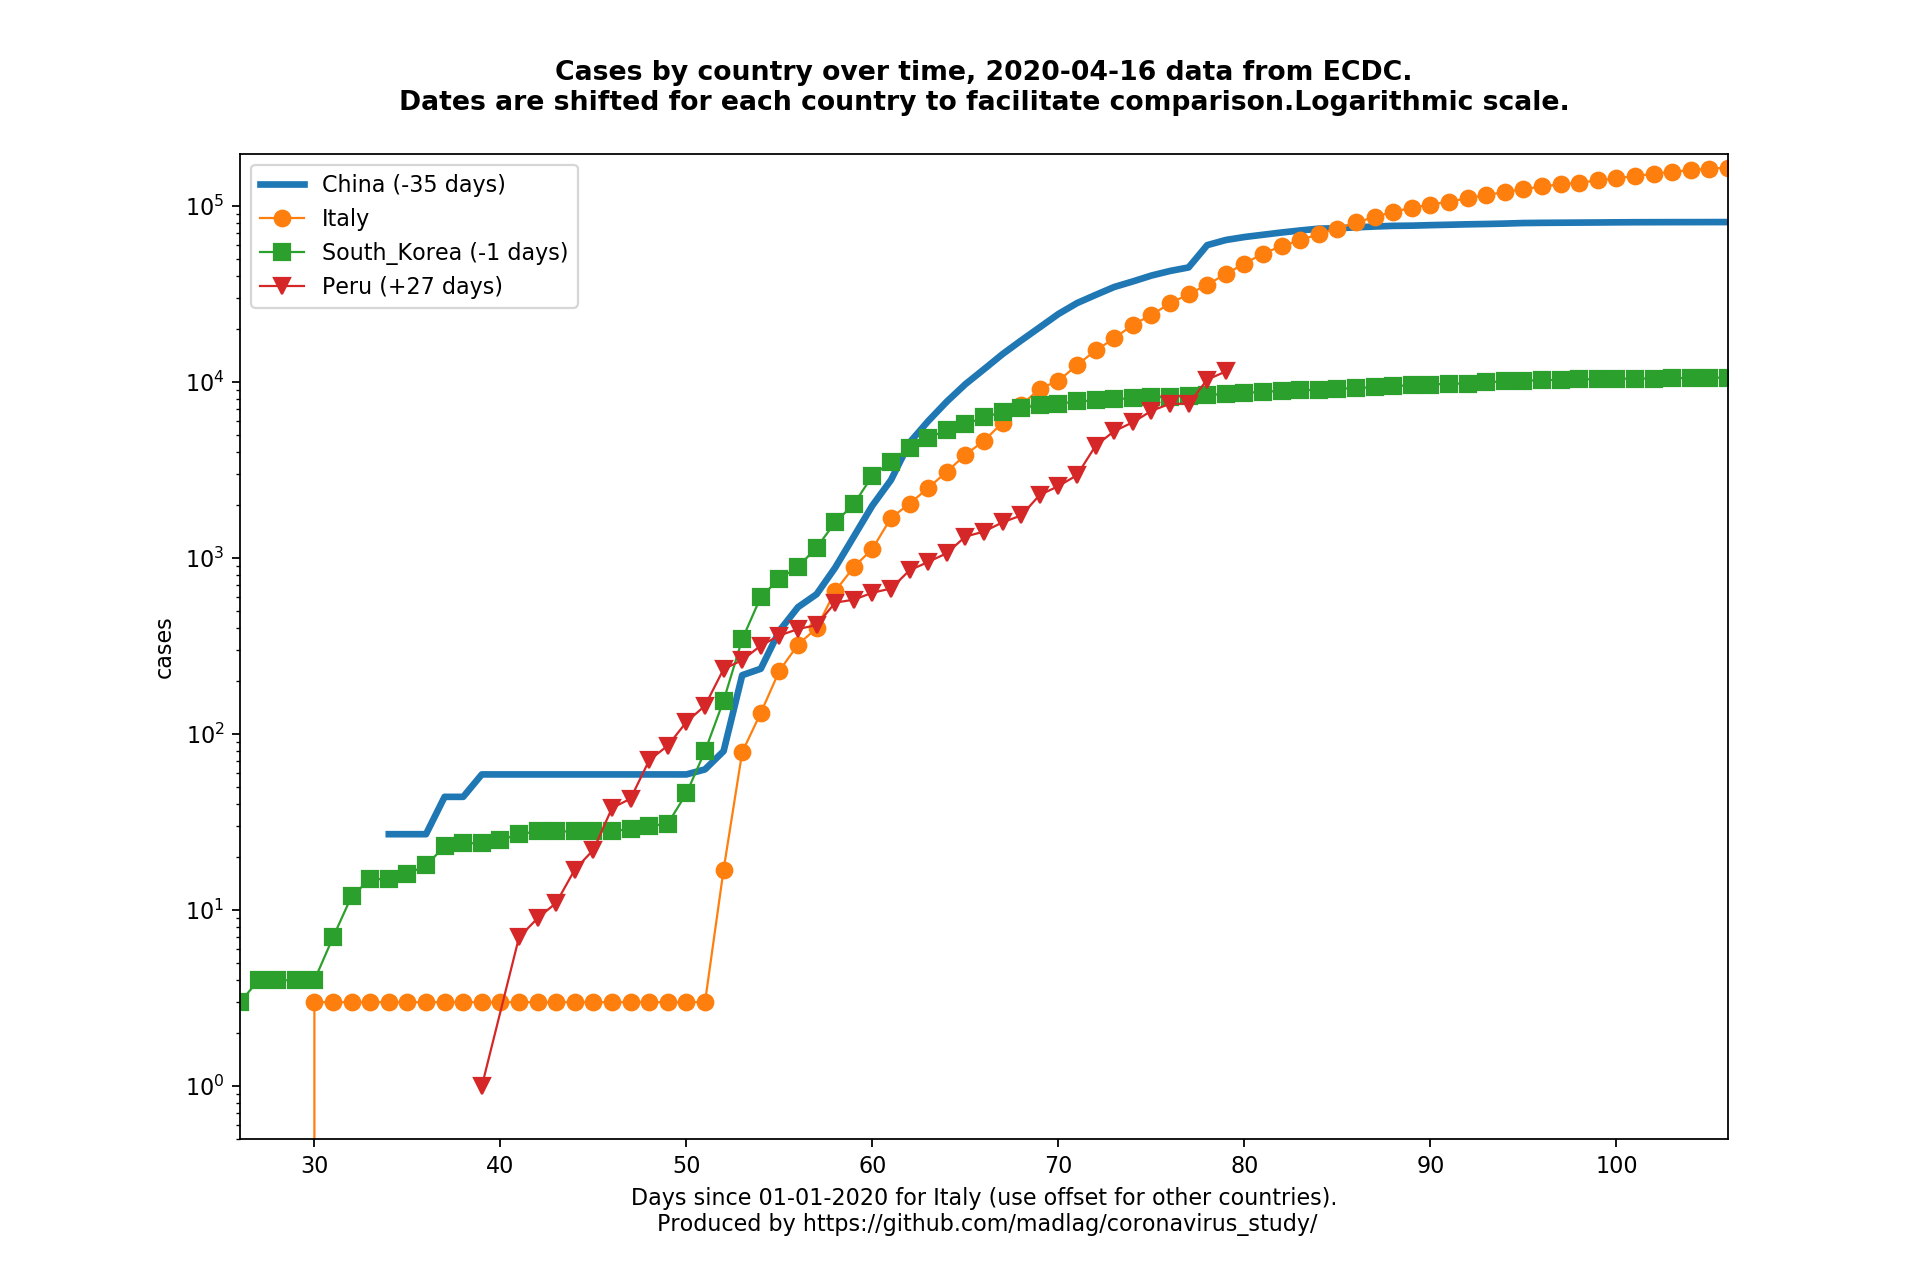 Cases by country over time, 2020-04-16 data from ECDC.
Dates are shifted for each country to facilitate comparison.Logarithmic scale.
China (-35 days)
Italy
South_Korea (-1 days)
Peru (+27 days)
10⁵
10⁴
10³
10²
10¹
10⁰
cases
30 40 50 60 70 80 90 100
Days since 01-01-2020 for Italy (use offset for other countries).
Produced by https://github.com/madlag/coronavirus_study/